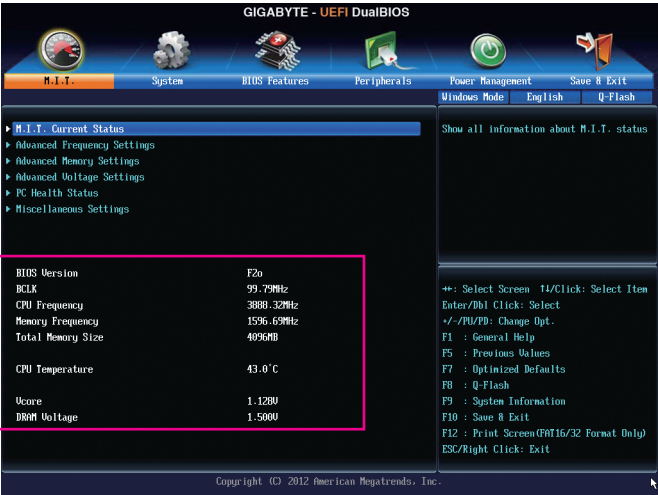 GIGABYTE - UEFI DualBIOS
M.I.T. System BIOS Features Peripherals Power Management Save & Exit
Windows Mode English Q-Flash
M.I.T. Current Status
Advanced Frequency Settings
Advanced Memory Settings
Advanced Voltage Settings
PC Health Status
Miscellaneous Settings
Show all information about M.I.T. status
BIOS Version F2o
BCLK 99.79MHz
CPU Frequency 3888.32MHz
Memory Frequency 1596.69MHz
Total Memory Size 4096MB
CPU Temperature 43.0°C
Vcore 1.128V
DRAM Voltage 1.500V
↔: Select Screen ↑↓/Click: Select Item
Enter/Dbl Click: Select
+/-/PU/PD: Change Opt.
F1 : General Help
F5 : Previous Values
F7 : Optimized Defaults
F8 : Q-Flash
F9 : System Information
F10 : Save & Exit
F12 : Print Screen(FAT16/32 Format Only)
ESC/Right Click: Exit
Copyright (C) 2012 American Megatrends, Inc.